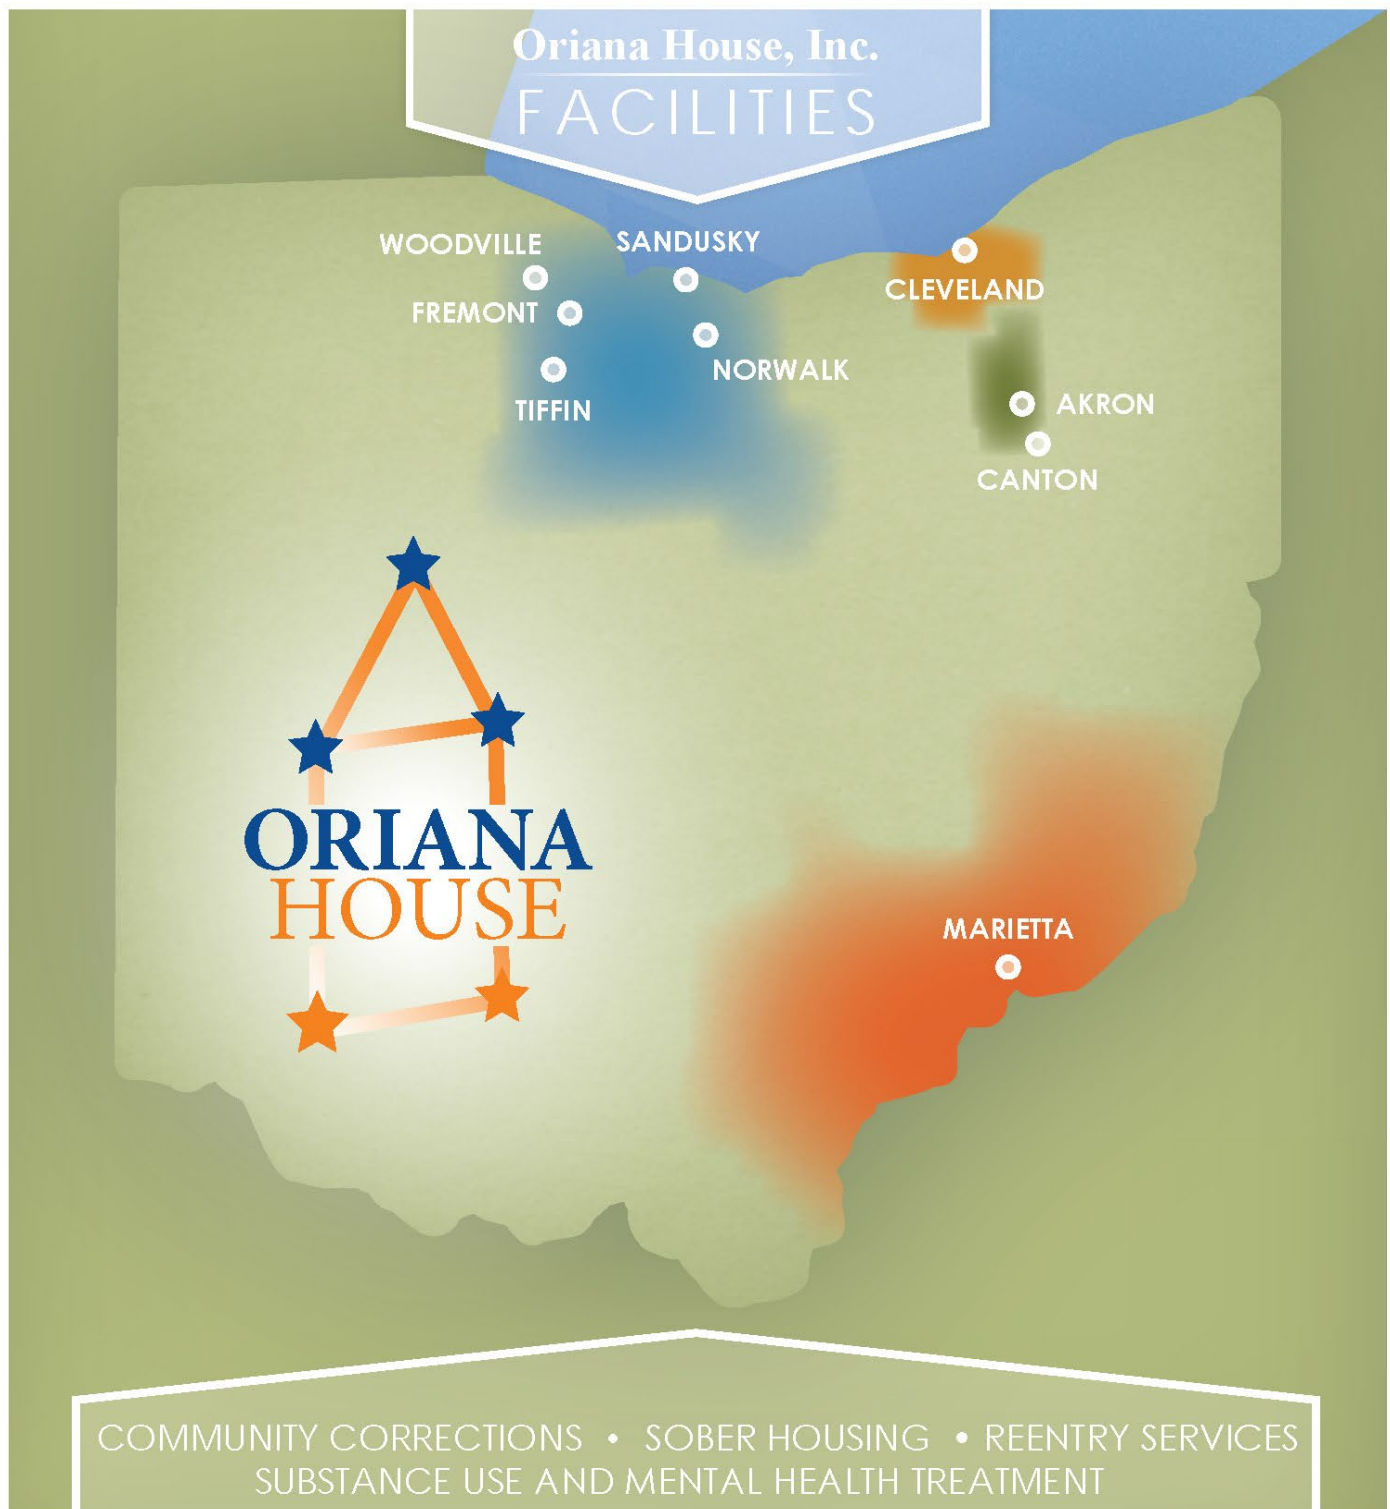 Oriana House, Inc.
FACILITIES
WOODVILLE
SANDUSKY
CLEVELAND
FREMONT
NORWALK
TIFFIN
AKRON
CANTON
ORIANA
HOUSE
MARIETTA
COMMUNITY CORRECTIONS • SOBER HOUSING • REENTRY SERVICES
SUBSTANCE USE AND MENTAL HEALTH TREATMENT